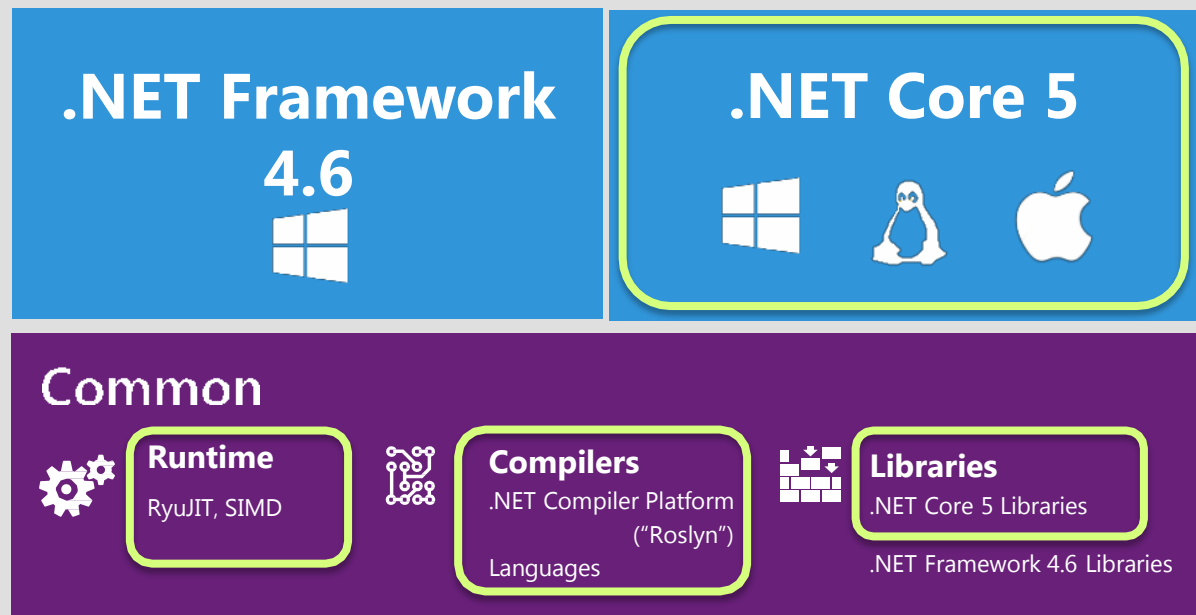 .NET Framework
4.6
.NET Core 5
Common
Runtime
RyuJIT, SIMD
Compilers
.NET Compiler Platform
(“Roslyn”)
Languages
Libraries
.NET Core 5 Libraries
.NET Framework 4.6 Libraries